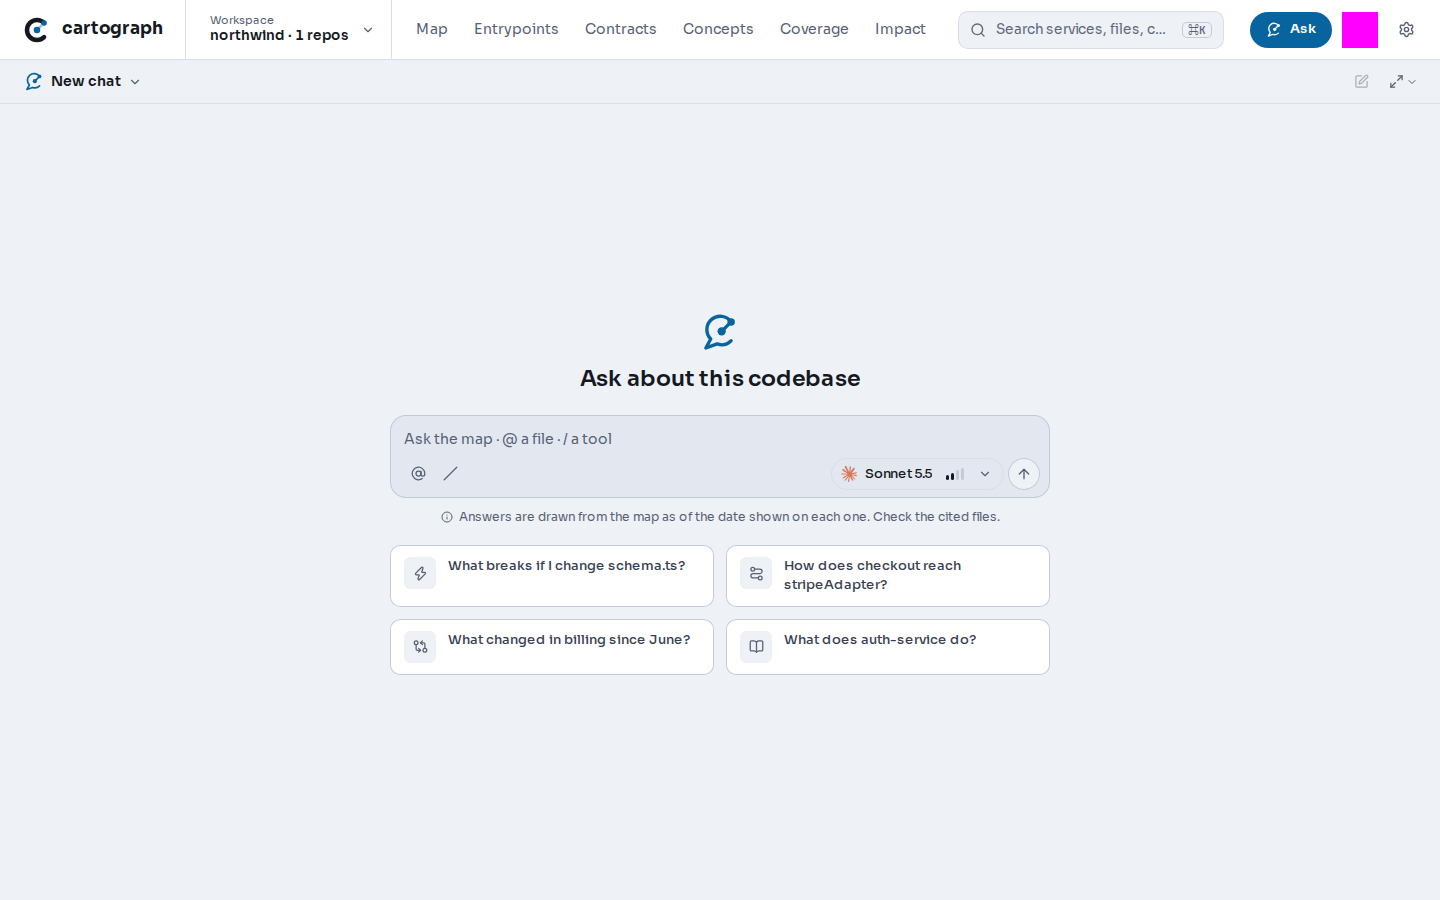 cartograph
Workspace
northwind · 1 repos
Map
Entrypoints
Contracts
Concepts
Coverage
Impact
Search services, files, c...
⌘K
Ask
New chat
Ask about this codebase
Ask the map · @ a file · / a tool
Sonnet 5.5
Answers are drawn from the map as of the date shown on each one. Check the cited files.
What breaks if I change schema.ts?
How does checkout reach
stripeAdapter?
What changed in billing since June?
What does auth-service do?